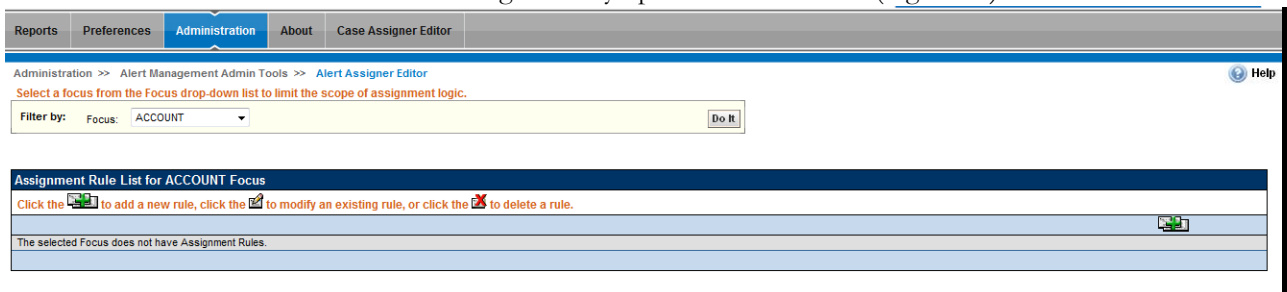 Reports Preferences Administration About Case Assigner Editor
Administration >> Alert Management Admin Tools >> Alert Assigner Editor Help
Select a focus from the Focus drop-down list to limit the scope of assignment logic.
Filter by: Focus: ACCOUNT Do It
Assignment Rule List for ACCOUNT Focus
Click the to add a new rule, click the to modify an existing rule, or click the to delete a rule.
The selected Focus does not have Assignment Rules.